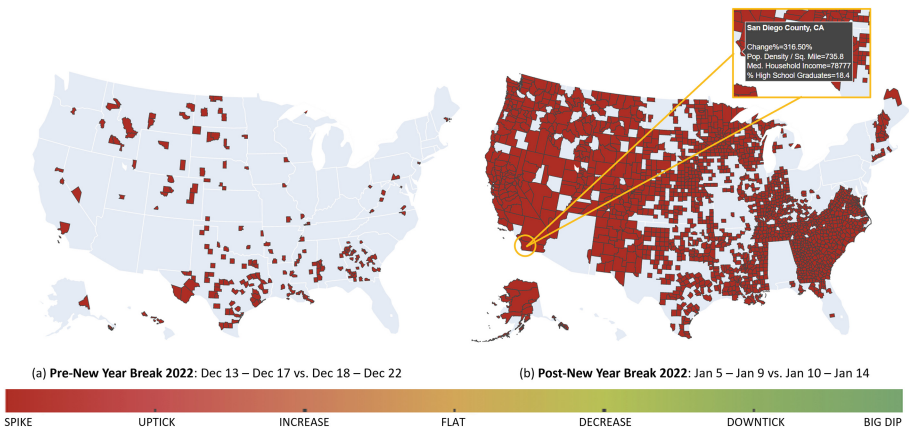 San Diego County, CA
Change%=316.50%
Pop. Density / Sq. Mile=735.8
Med. Household Income=78777
% High School Graduates=18.4
(a) Pre-New Year Break 2022: Dec 13 – Dec 17 vs. Dec 18 – Dec 22
(b) Post-New Year Break 2022: Jan 5 – Jan 9 vs. Jan 10 – Jan 14
SPIKE UPTICK INCREASE FLAT DECREASE DOWNTICK BIG DIP